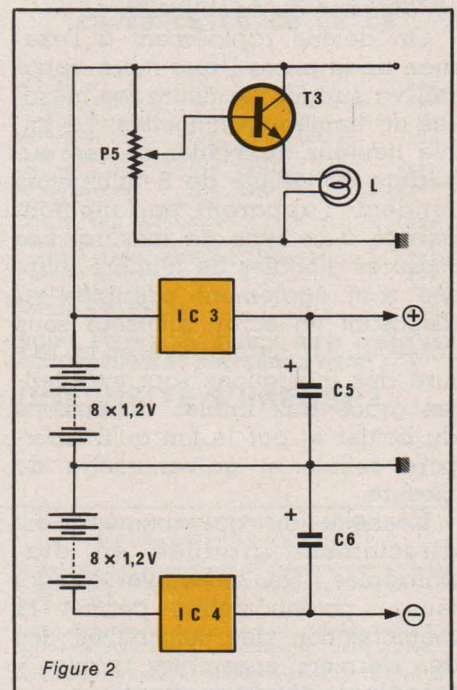 P5
T3
L
IC 3
+
8 × 1,2V
+
C5
8 × 1,2V
+
C6
IC 4
−
Figure 2